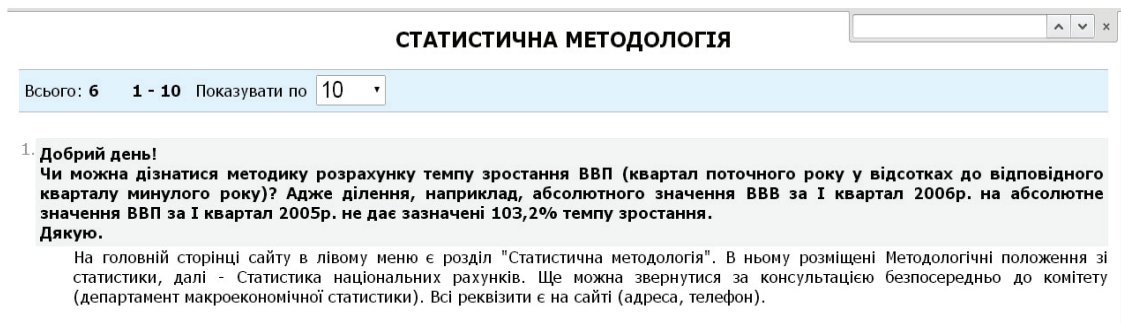 СТАТИСТИЧНА МЕТОДОЛОГІЯ
Всього: 6 1 - 10 Показувати по 10
1. Добрий день!
Чи можна дізнатися методику розрахунку темпу зростання ВВП (квартал поточного року у відсотках до відповідного
кварталу минулого року)? Адже ділення, наприклад, абсолютного значення ВВВ за І квартал 2006р. на абсолютне
значення ВВП за І квартал 2005р. не дає зазначені 103,2% темпу зростання.
Дякую.
На головній сторінці сайту в лівому меню є розділ "Статистична методологія". В ньому розміщені Методологічні положення зі
статистики, далі - Статистика національних рахунків. Ще можна звернутися за консультацією безпосередньо до комітету
(департамент макроекономічної статистики). Всі реквізити є на сайті (адреса, телефон).